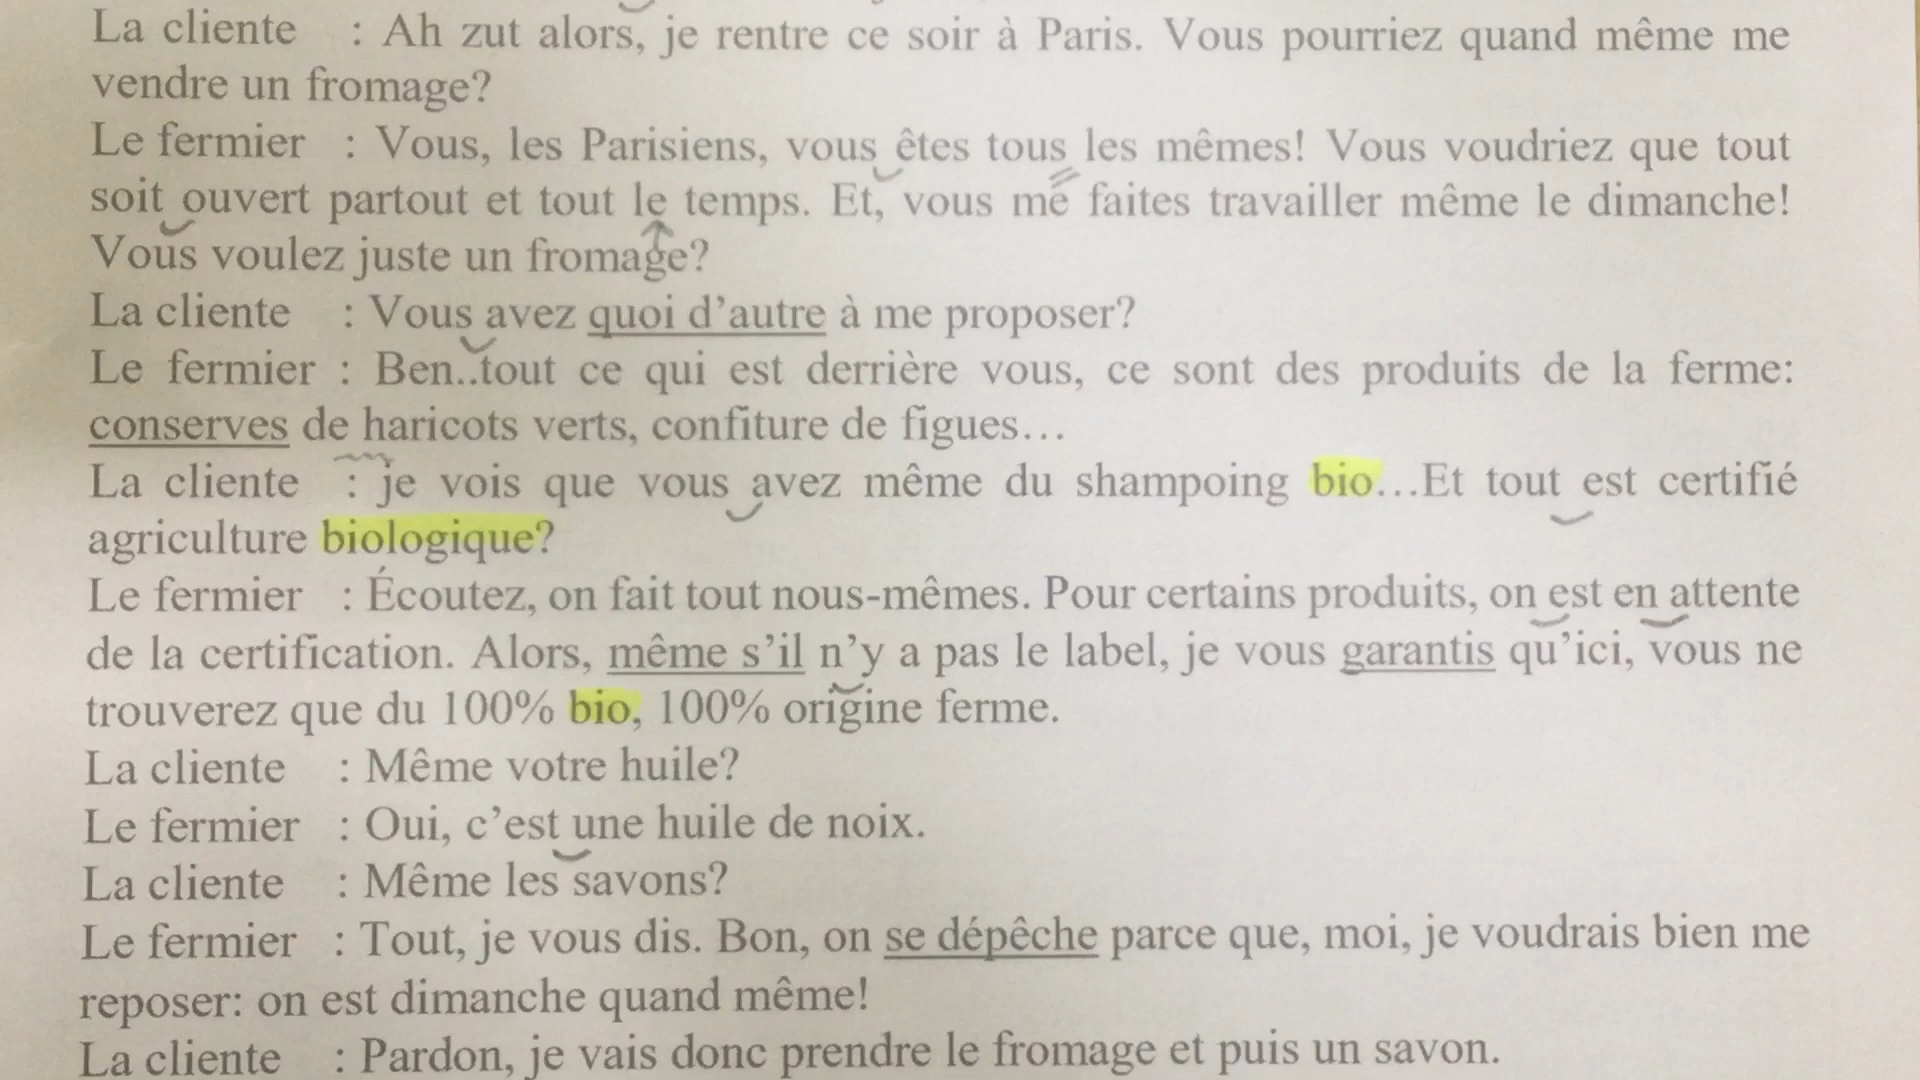 La cliente : Ah zut alors, je rentre ce soir à Paris. Vous pourriez quand même me
vendre un fromage?
Le fermier : Vous, les Parisiens, vous êtes tous les mêmes! Vous voudriez que tout
soit ouvert partout et tout le temps. Et, vous me faites travailler même le dimanche!
Vous voulez juste un fromage?
La cliente : Vous avez quoi d’autre à me proposer?
Le fermier : Ben..tout ce qui est derrière vous, ce sont des produits de la ferme:
conserves de haricots verts, confiture de figues…
La cliente : je vois que vous avez même du shampoing bio…Et tout est certifié
agriculture biologique?
Le fermier : Écoutez, on fait tout nous-mêmes. Pour certains produits, on est en attente
de la certification. Alors, même s’il n’y a pas le label, je vous garantis qu’ici, vous ne
trouverez que du 100% bio, 100% origine ferme.
La cliente : Même votre huile?
Le fermier : Oui, c’est une huile de noix.
La cliente : Même les savons?
Le fermier : Tout, je vous dis. Bon, on se dépêche parce que, moi, je voudrais bien me
reposer: on est dimanche quand même!
La cliente : Pardon, je vais donc prendre le fromage et puis un savon.